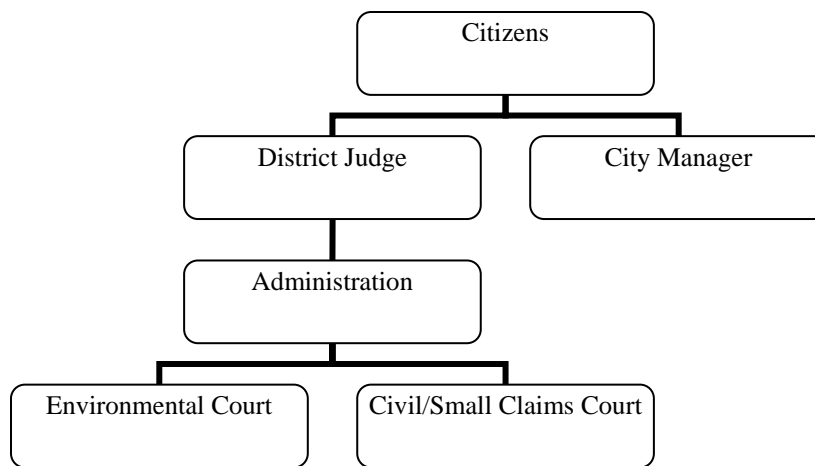 Citizens
District Judge
City Manager
Administration
Environmental Court
Civil/Small Claims Court